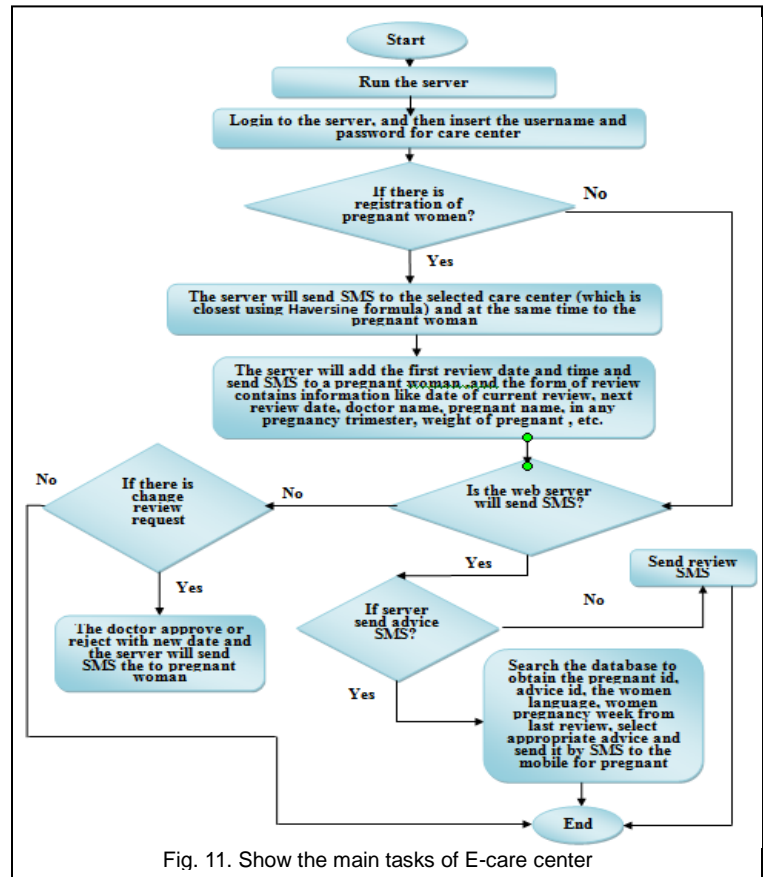 Start
Run the server
Login to the server, and then insert the username and
password for care center
If there is
registration of
pregnant women?
No
Yes
The server will send SMS to the selected care center (which is
closest using Haversine formula) and at the same time to the
pregnant woman
The server will add the first review date and time and
send SMS to a pregnant woman ,and the form of review
contains information like date of current review, next
review date, doctor name, pregnant name, in any
pregnancy trimester, weight of pregnant , etc.
No
If there is
change
review
request
No
Is the web server
will send SMS?
Yes
Yes
Send review
SMS
No
If server
send advice
SMS?
The doctor approve or
reject with new date and
the server will send
SMS the to pregnant
woman
Yes
Search the database to
obtain the pregnant id,
advice id, the women
language, women
pregnancy week from
last review, select
appropriate advice and
send it by SMS to the
mobile for pregnant
End
Fig. 11. Show the main tasks of E-care center